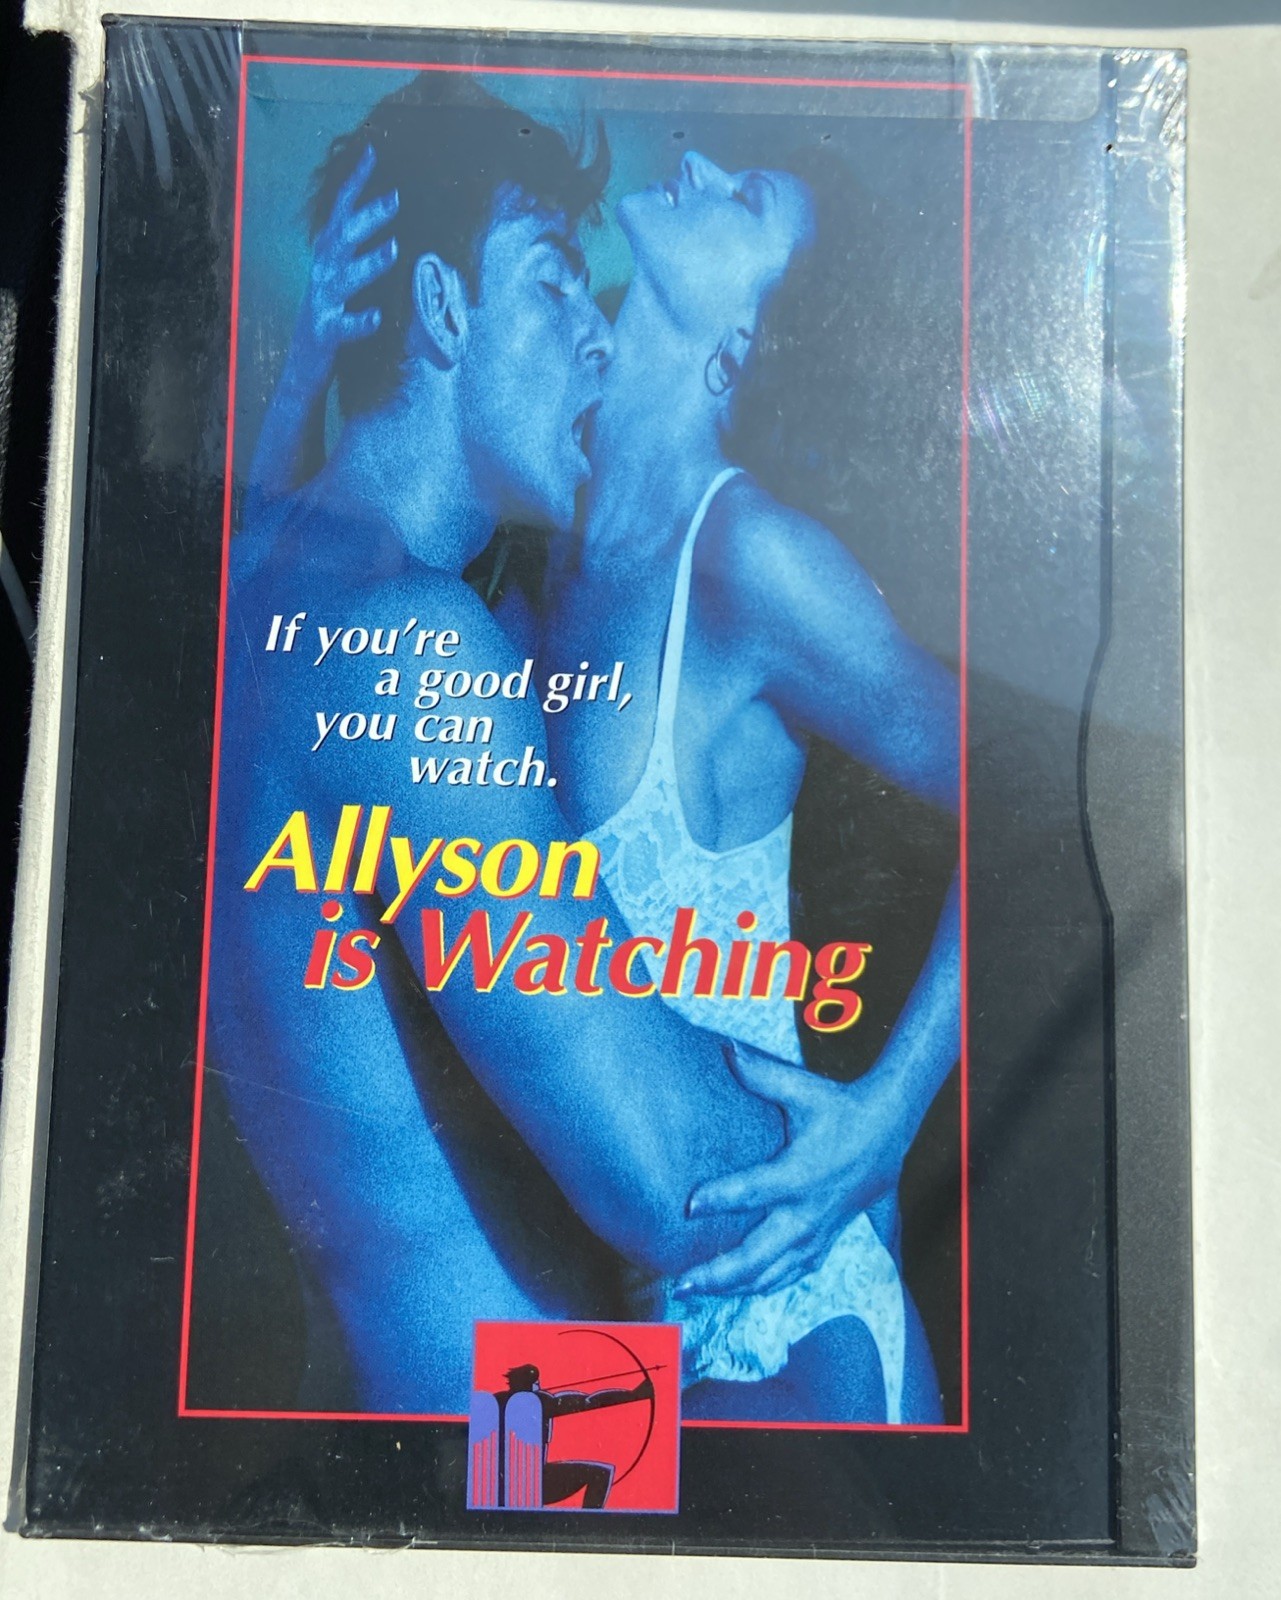 If you're
a good girl,
you can
watch.
Allyson
is Watching